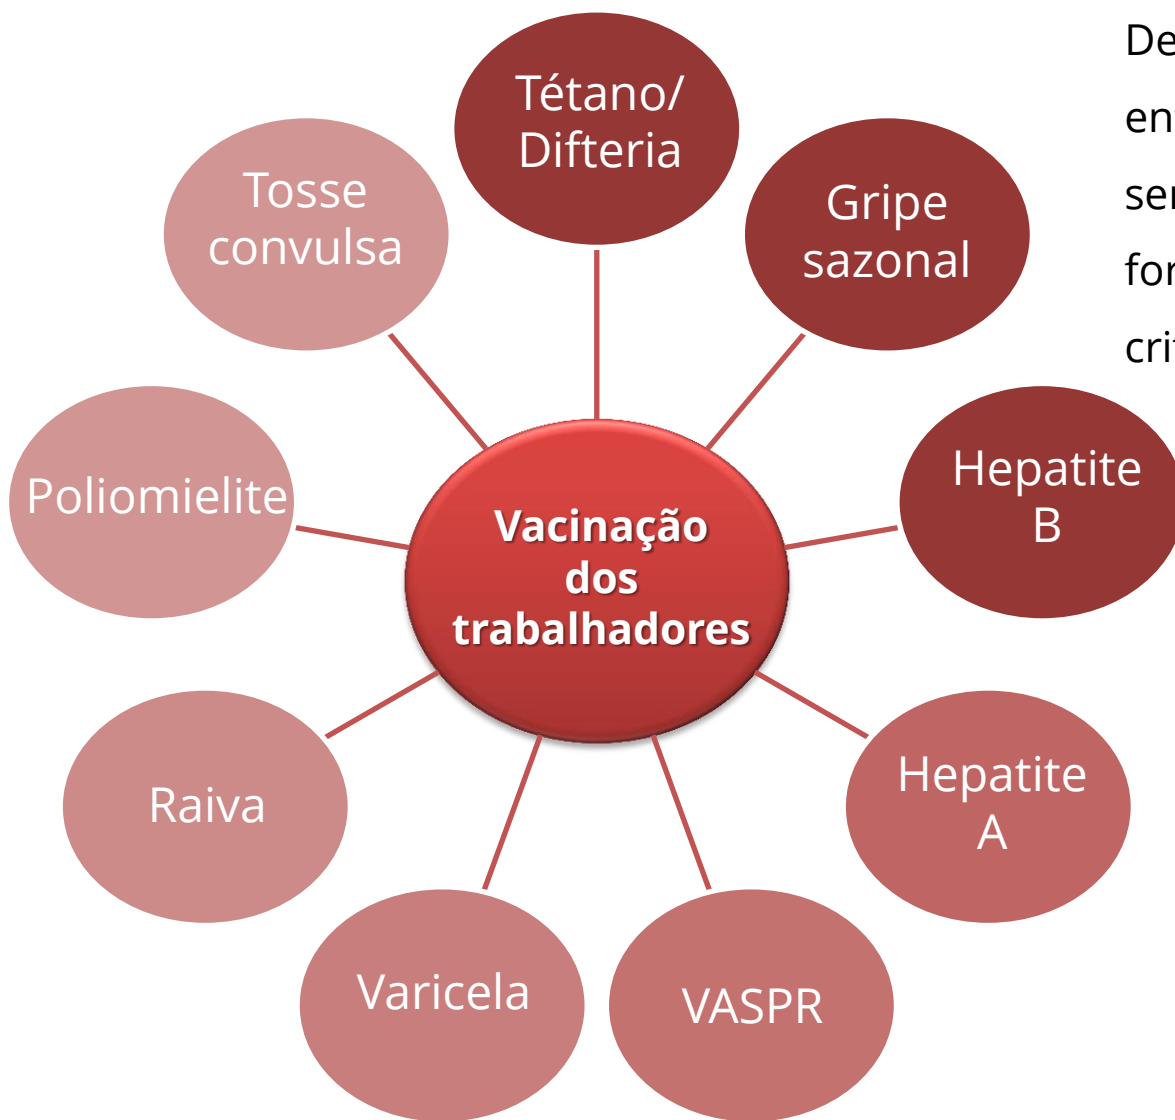 Tétano/
Difteria
Gripe
sazonal
Hepatite
B
Hepatite
A
VASPR
Varicela
Raiva
Poliomielite
Tosse
convulsa
Vacinação
dos
trabalhadores